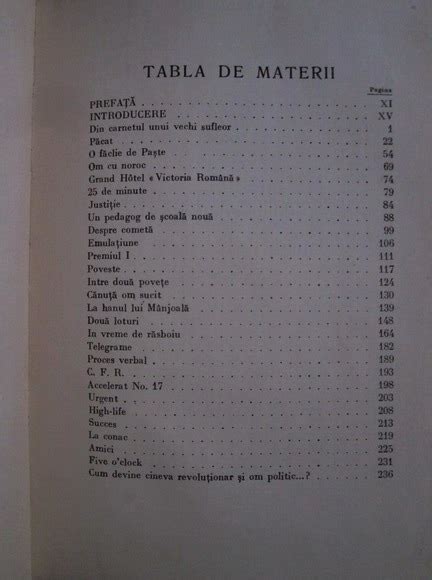 TABLA DE MATERII
Pagina
PREFAȚĂ . . . . . XI
INTRODUCERE . . . . . XV
Din carnetul unui vechi sufleor . . . . . 1
Păcat . . . . . 22
O făclie de Paște . . . . . 54
Om cu noroc . . . . . 69
Grand Hôtel «Victoria Română» . . . . . 74
25 de minute . . . . . 79
Justiție . . . . . 84
Un pedagog de școală nouă . . . . . 88
Despre cometă . . . . . 99
Emulațiune . . . . . 106
Premiul I . . . . . 111
Poveste . . . . . 117
Intre două povețe . . . . . 124
Cănuță om sucit . . . . . 130
La hanul lui Mânjoală . . . . . 139
Două loturi . . . . . 148
In vreme de răsboiu . . . . . 164
Telegrame . . . . . 182
Proces verbal . . . . . 189
C. F. R. . . . . . 193
Accelerat No. 17 . . . . . 198
Urgent . . . . . 203
High-life . . . . . 208
Succes . . . . . 213
La conac . . . . . 219
Amici . . . . . 225
Five o'clock . . . . . 231
Cum devine cineva revoluționar și om politic...? . . . . . 236